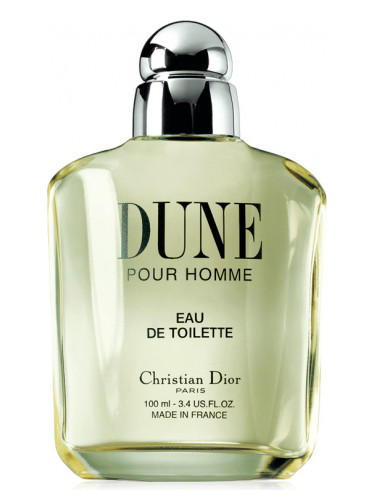 DUNE
POUR HOMME
EAU
DE TOILETTE
Christian Dior
PARIS
100 ml - 3.4 US.FL.OZ.
MADE IN FRANCE